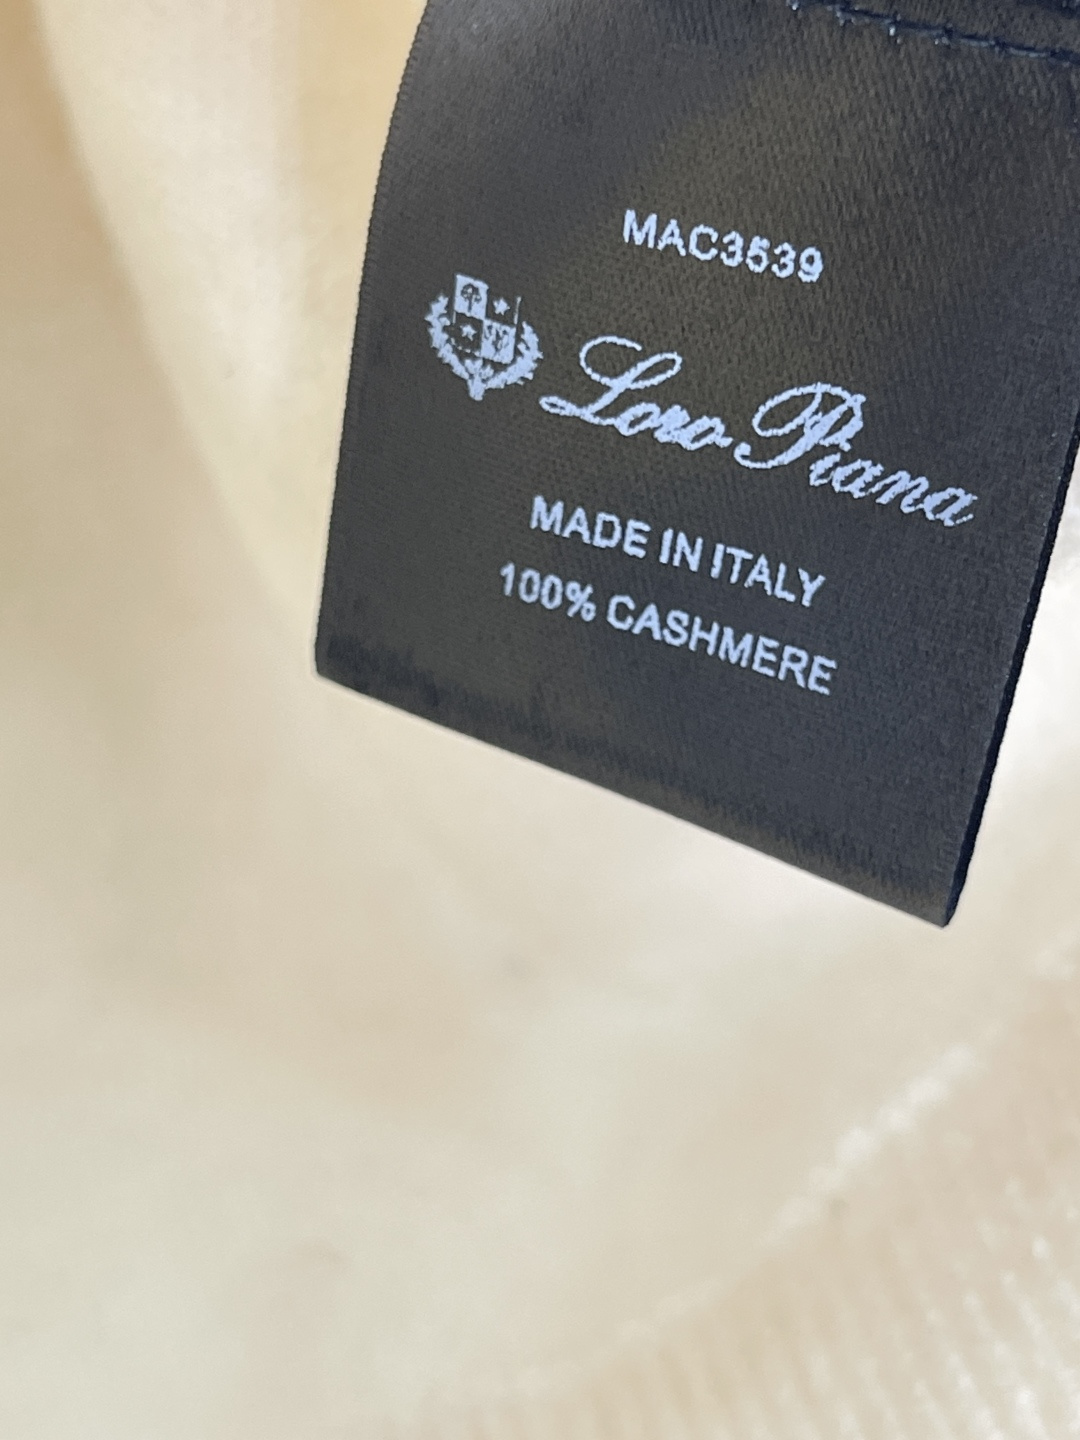 MAC3539
Loro Piana
MADE IN ITALY
100% CASHMERE